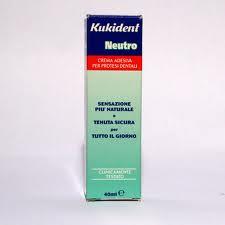 Kukident
Neutro
CREMA ADESIVA
PER PROTESI DENTALI
SENSAZIONE
PIU' NATURALE
e
TENUTA SICURA
per
TUTTO IL GIORNO
CLINICAMENTE
TESTATO
40ml e